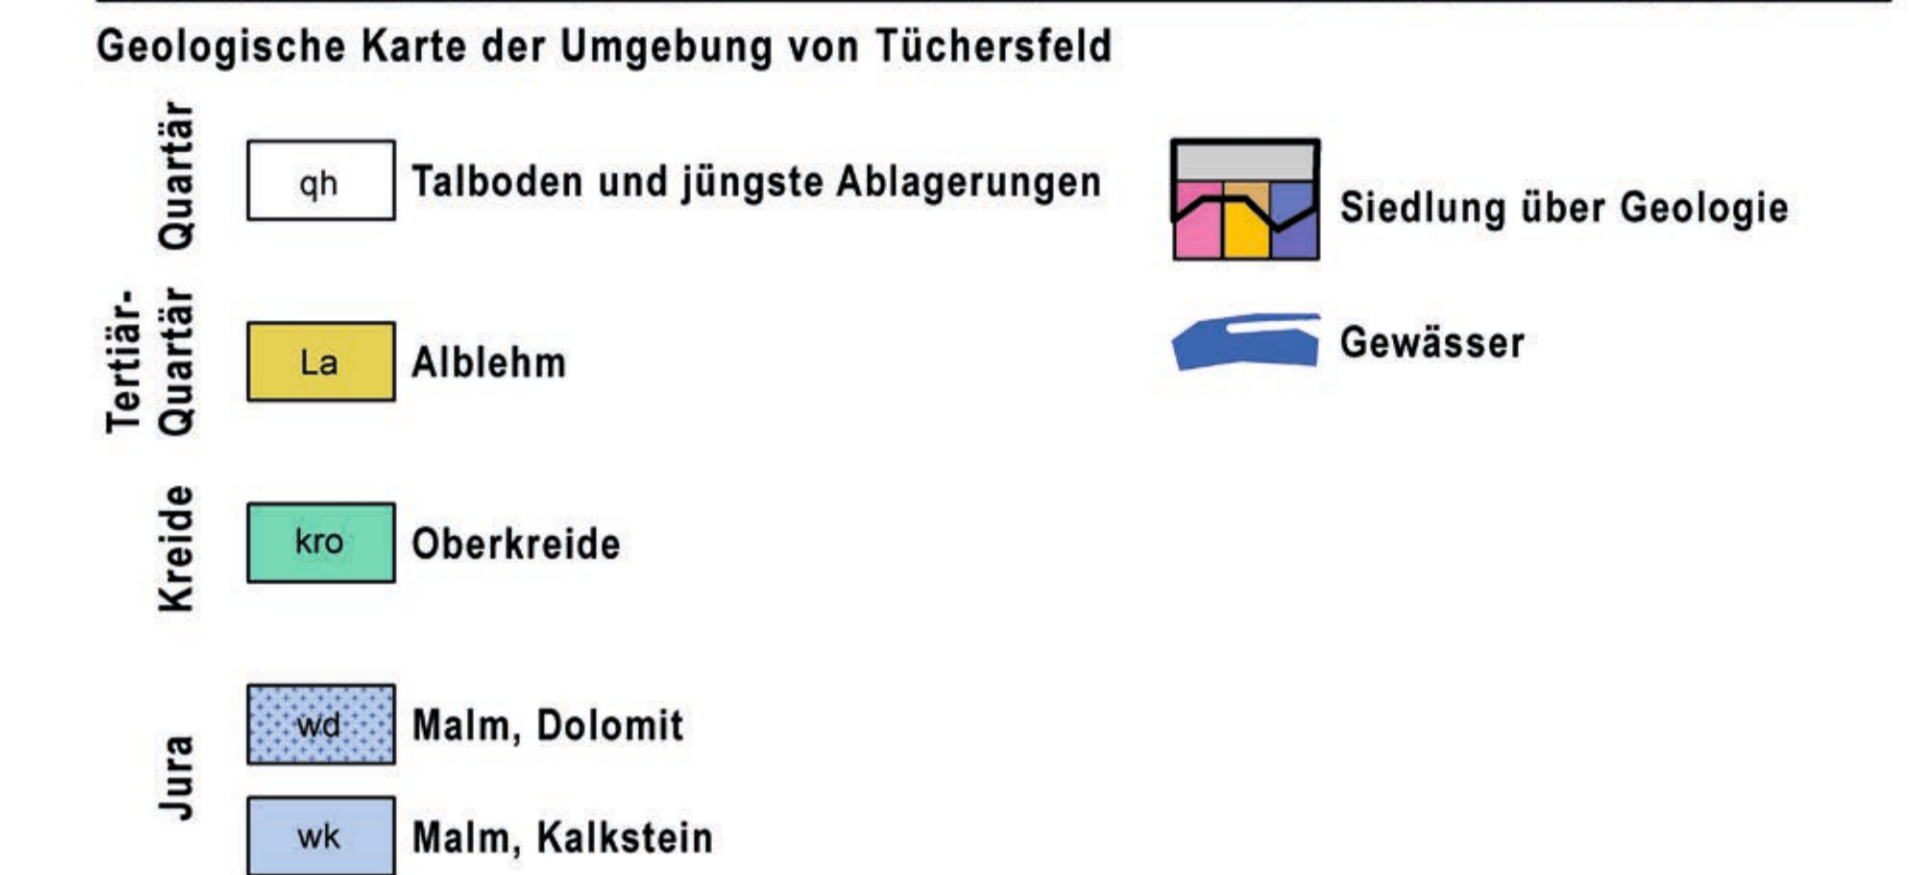 Geologische Karte der Umgebung von Tüchersfeld
Quartär
qh
Talboden und jüngste Ablagerungen
Siedlung über Geologie
Tertiär-
Quartär
La
Alblehm
Gewässer
Kreide
kro
Oberkreide
Jura
wd
Malm, Dolomit
wk
Malm, Kalkstein